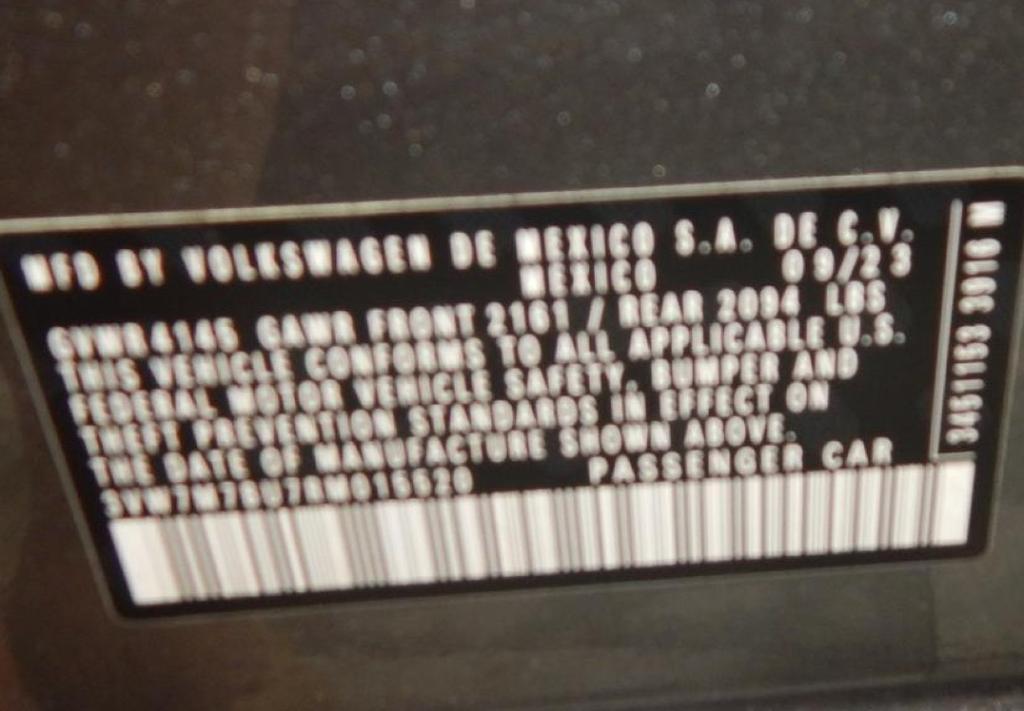 MFD BY VOLKSWAGEN DE MEXICO S.A. DE C.V.
MEXICO 09/23
GVWR4145 GAWR FRONT 2161 / REAR 2094 LBS
THIS VEHICLE CONFORMS TO ALL APPLICABLE U.S.
FEDERAL MOTOR VEHICLE SAFETY, BUMPER AND
THEFT PREVENTION STANDARDS IN EFFECT ON
THE DATE OF MANUFACTURE SHOWN ABOVE.
PASSENGER CAR